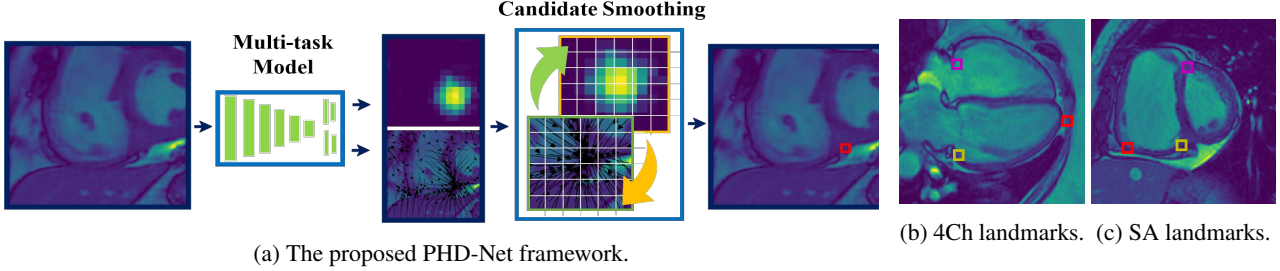 Multi-task
Model
Candidate Smoothing
(a) The proposed PHD-Net framework.
(b) 4Ch landmarks.
(c) SA landmarks.